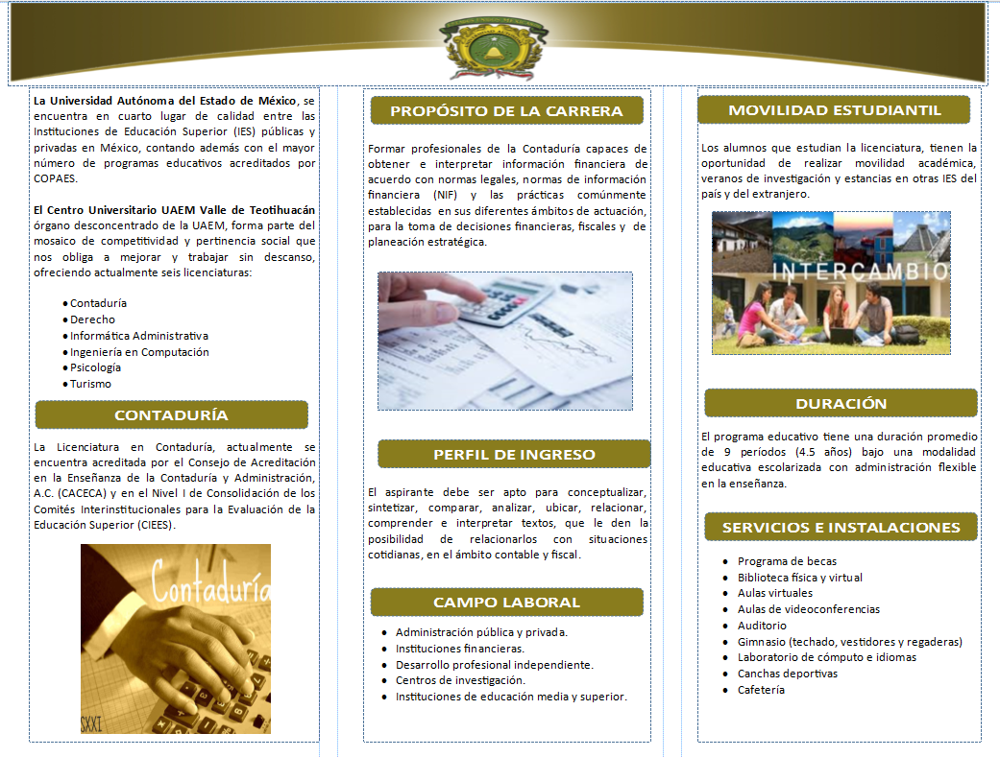 La Universidad Autónoma del Estado de México, se
encuentra en cuarto lugar de calidad entre las
Instituciones de Educación Superior (IES) públicas y
privadas en México, contando además con el mayor
número de programas educativos acreditados por
COPAES.
El Centro Universitario UAEM Valle de Teotihuacán
órgano desconcentrado de la UAEM, forma parte del
mosaico de competitividad y pertinencia social que
nos obliga a mejorar y trabajar sin descanso,
ofreciendo actualmente seis licenciaturas:
• Contaduría
• Derecho
• Informática Administrativa
• Ingeniería en Computación
• Psicología
• Turismo
CONTADURÍA
La Licenciatura en Contaduría, actualmente se
encuentra acreditada por el Consejo de Acreditación
en la Enseñanza de la Contaduría y Administración,
A.C. (CACECA) y en el Nivel I de Consolidación de los
Comités Interinstitucionales para la Evaluación de la
Educación Superior (CIEES).
Contaduría
SXXI
PROPÓSITO DE LA CARRERA
Formar profesionales de la Contaduría capaces de
obtener e interpretar información financiera de
acuerdo con normas legales, normas de información
financiera (NIF) y las prácticas comúnmente
establecidas en sus diferentes ámbitos de actuación,
para la toma de decisiones financieras, fiscales y de
planeación estratégica.
PERFIL DE INGRESO
El aspirante debe ser apto para conceptualizar,
sintetizar, comparar, analizar, ubicar, relacionar,
comprender e interpretar textos, que le den la
posibilidad de relacionarlos con situaciones
cotidianas, en el ámbito contable y fiscal.
CAMPO LABORAL
• Administración pública y privada.
• Instituciones financieras.
• Desarrollo profesional independiente.
• Centros de investigación.
• Instituciones de educación media y superior.
MOVILIDAD ESTUDIANTIL
Los alumnos que estudian la licenciatura, tienen la
oportunidad de realizar movilidad académica,
veranos de investigación y estancias en otras IES del
país y del extranjero.
INTERCAMBIO
DURACIÓN
El programa educativo tiene una duración promedio
de 9 períodos (4.5 años) bajo una modalidad
educativa escolarizada con administración flexible
en la enseñanza.
SERVICIOS E INSTALACIONES
• Programa de becas
• Biblioteca física y virtual
• Aulas virtuales
• Aulas de videoconferencias
• Auditorio
• Gimnasio (techado, vestidores y regaderas)
• Laboratorio de cómputo e idiomas
• Canchas deportivas
• Cafetería